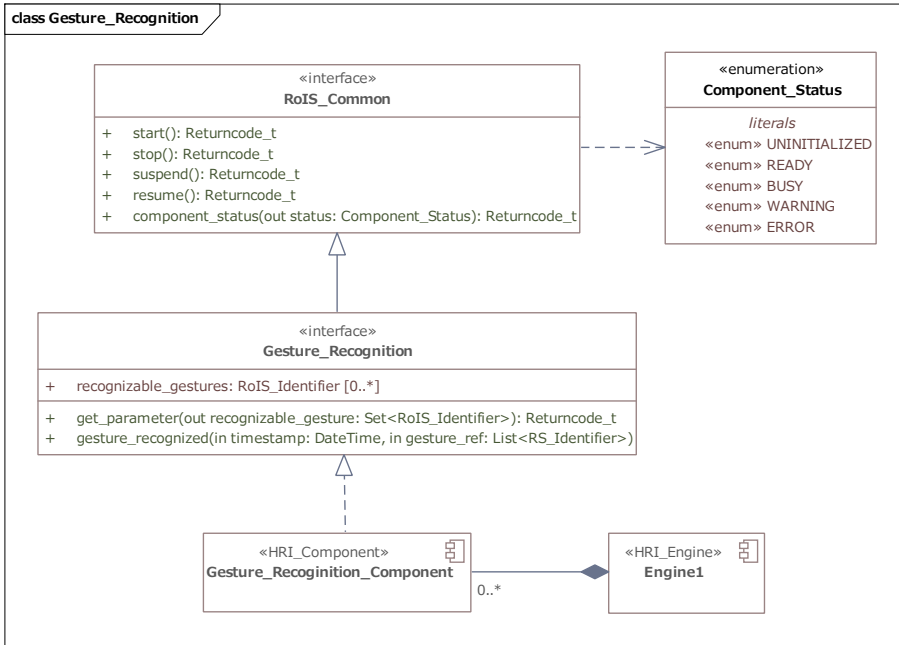 class Gesture_Recognition
«interface»
RoIS_Common
+ start(): Returncode_t
+ stop(): Returncode_t
+ suspend(): Returncode_t
+ resume(): Returncode_t
+ component_status(out status: Component_Status): Returncode_t
«enumeration»
Component_Status
literals
«enum» UNINITIALIZED
«enum» READY
«enum» BUSY
«enum» WARNING
«enum» ERROR
«interface»
Gesture_Recognition
+ recognizable_gestures: RoIS_Identifier [0..*]
+ get_parameter(out recognizable_gesture: Set<RoIS_Identifier>): Returncode_t
+ gesture_recognized(in timestamp: DateTime, in gesture_ref: List<RS_Identifier>)
«HRI_Component»
Gesture_Recoginition_Component
0..*
«HRI_Engine»
Engine1